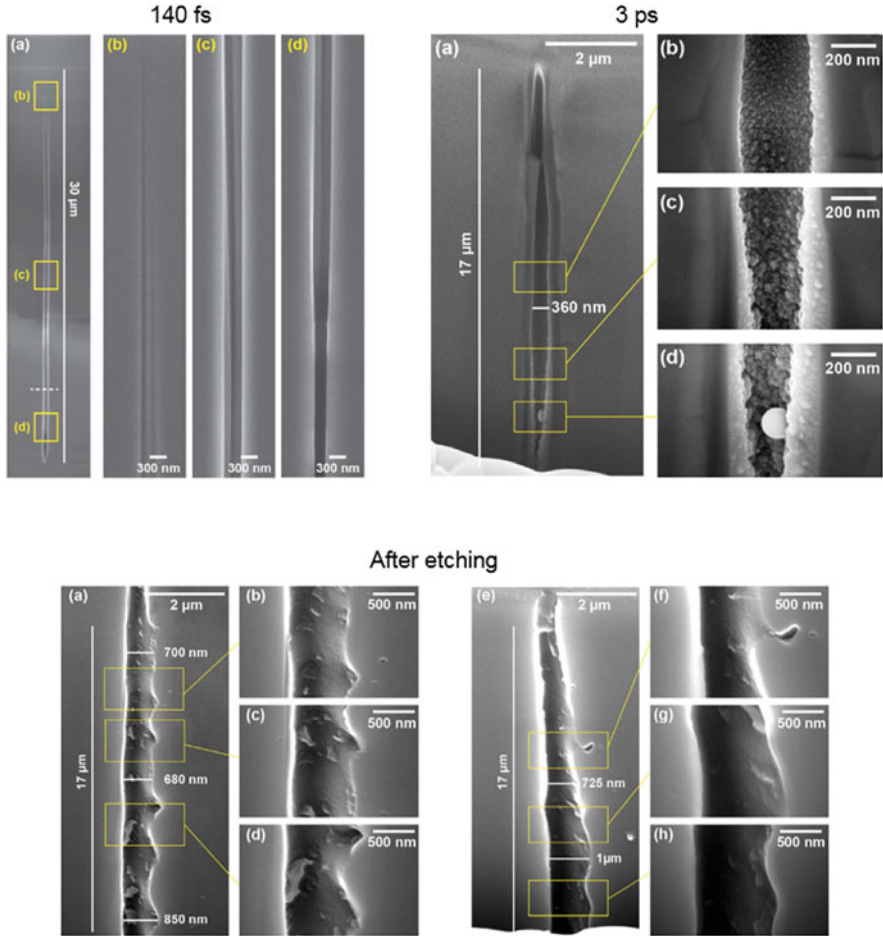 140 fs
3 ps
(a)
(b)
(c)
(d)
(b)
(c)
(d)
30 µm
300 nm
300 nm
300 nm
(a)
2 µm
17 µm
360 nm
(b)
200 nm
(c)
200 nm
(d)
200 nm
After etching
(a)
2 µm
700 nm
17 µm
680 nm
850 nm
(b)
500 nm
(c)
500 nm
(d)
500 nm
(e)
2 µm
17 µm
725 nm
1µm
(f)
500 nm
(g)
500 nm
(h)
500 nm